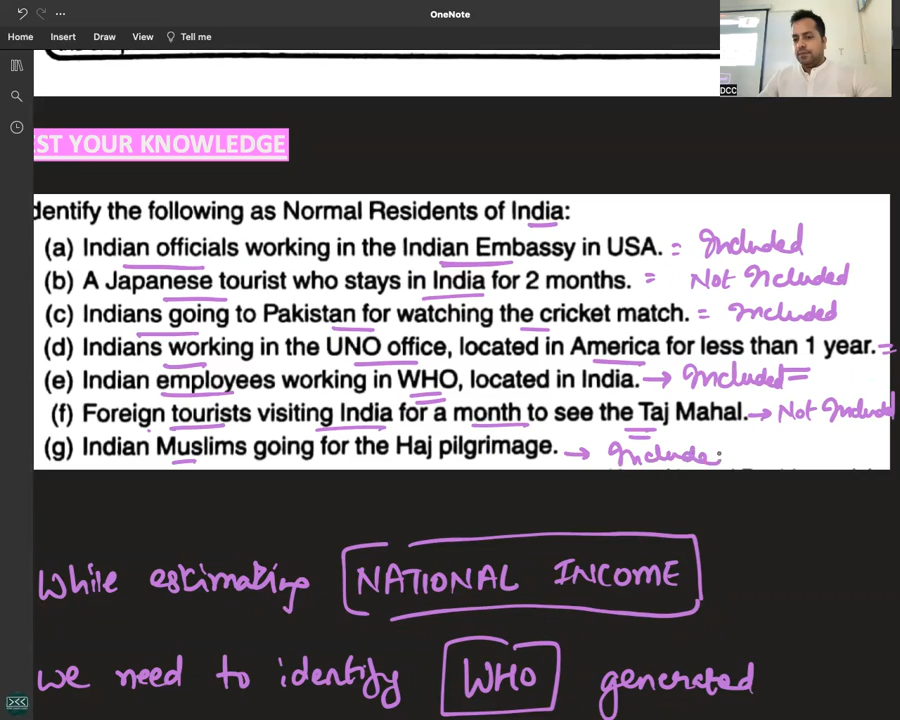 OneNote
Home Insert Draw View Tell me
DCC
EST YOUR KNOWLEDGE
dentify the following as Normal Residents of India:
(a) Indian officials working in the Indian Embassy in USA. = Included
(b) A Japanese tourist who stays in India for 2 months. = Not Included
(c) Indians going to Pakistan for watching the cricket match. = Included
(d) Indians working in the UNO office, located in America for less than 1 year. =
(e) Indian employees working in WHO, located in India. → Included =
(f) Foreign tourists visiting India for a month to see the Taj Mahal. → Not Included
(g) Indian Muslims going for the Haj pilgrimage. → Include
While estimating NATIONAL INCOME
we need to identify WHO generated